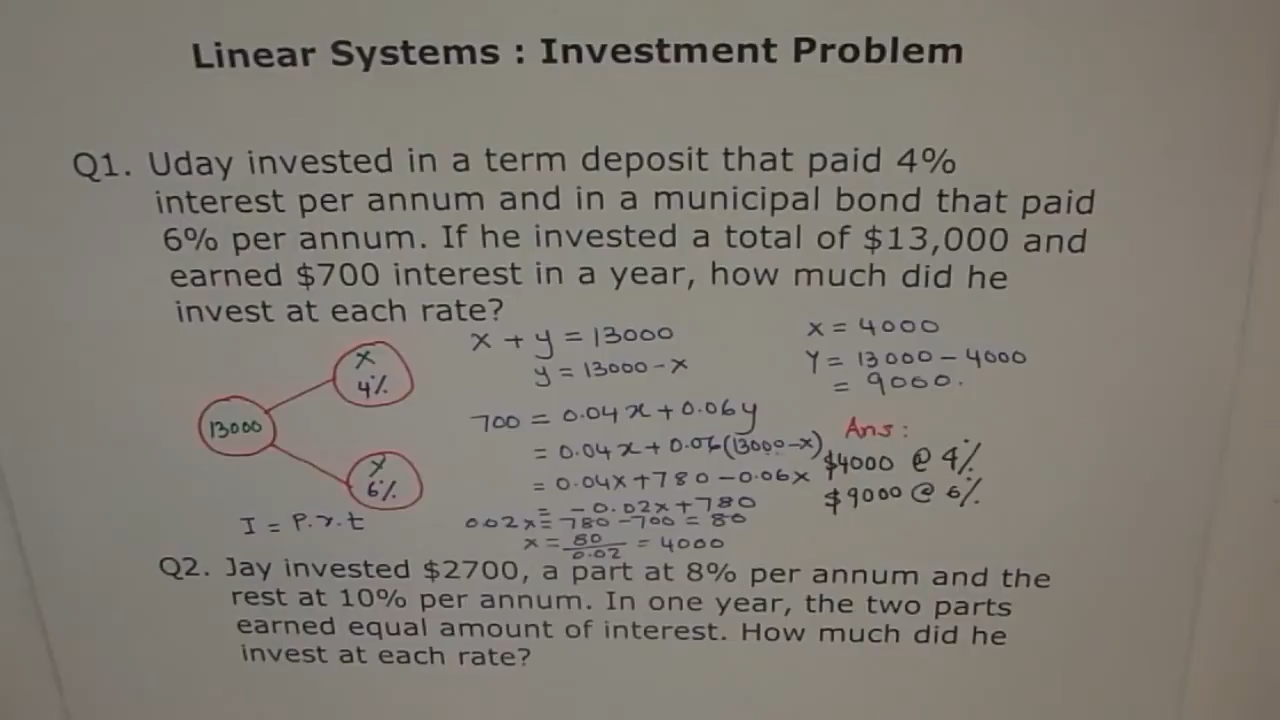 Linear Systems : Investment Problem
Q1. Uday invested in a term deposit that paid 4%
interest per annum and in a municipal bond that paid
6% per annum. If he invested a total of $13,000 and
earned $700 interest in a year, how much did he
invest at each rate?
13000
x
4%
y
6%
I = P.r.t
x + y = 13000
y = 13000 - x
700 = 0.04x + 0.06y
= 0.04x + 0.06(13000-x)
= 0.04x + 780 - 0.06x
= - 0.02x + 780
0.02x = 780 - 700 = 80
x = 80/0.02 = 4000
x = 4000
Y = 13000 - 4000
= 9000.
Ans :
$4000 @ 4%
$9000 @ 6%
Q2. Jay invested $2700, a part at 8% per annum and the
rest at 10% per annum. In one year, the two parts
earned equal amount of interest. How much did he
invest at each rate?